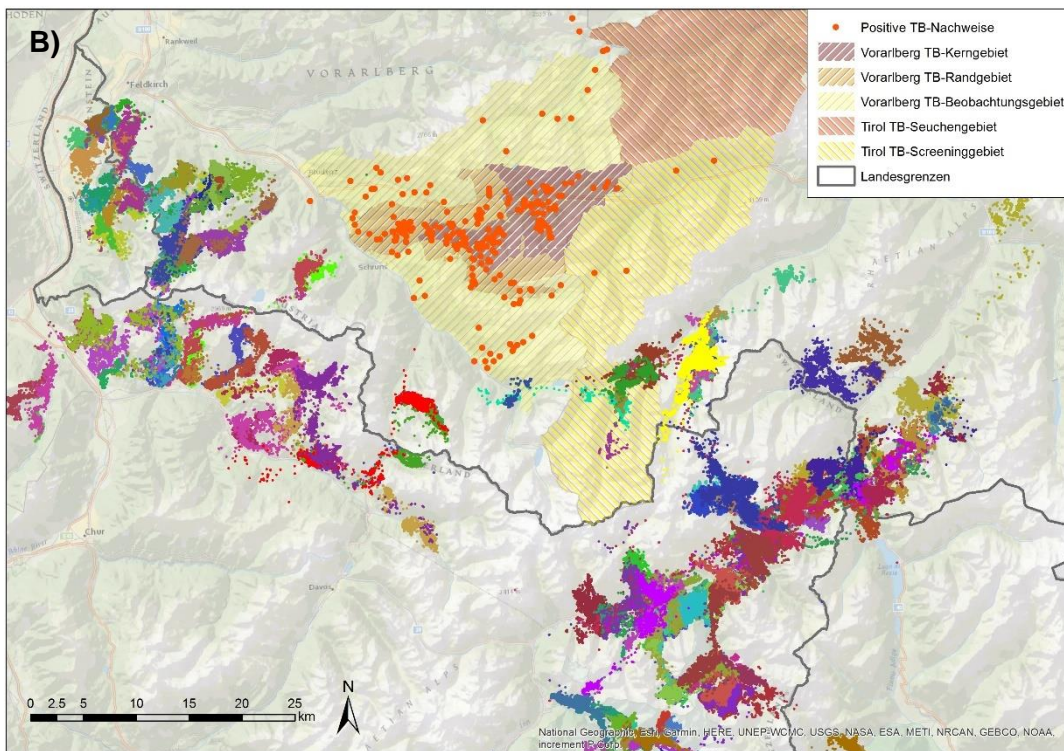 B)
Positive TB-Nachweise
Vorarlberg TB-Kerngebiet
Vorarlberg TB-Randgebiet
Vorarlberg TB-Beobachtungsgebiet
Tirol TB-Seuchengebiet
Tirol TB-Screeninggebiet
Landesgrenzen
HODEN
Rankweil
VORARLBERG
Feldkirch
SWITZERLAND
Schruns
Chur
Davos
N
0 2.5 5 10 15 20 25
km
National Geographic, Esri, Garmin, HERE, UNEP-WCMC, USGS, NASA, ESA, METI, NRCAN, GEBCO, NOAA,
increment P Corp.